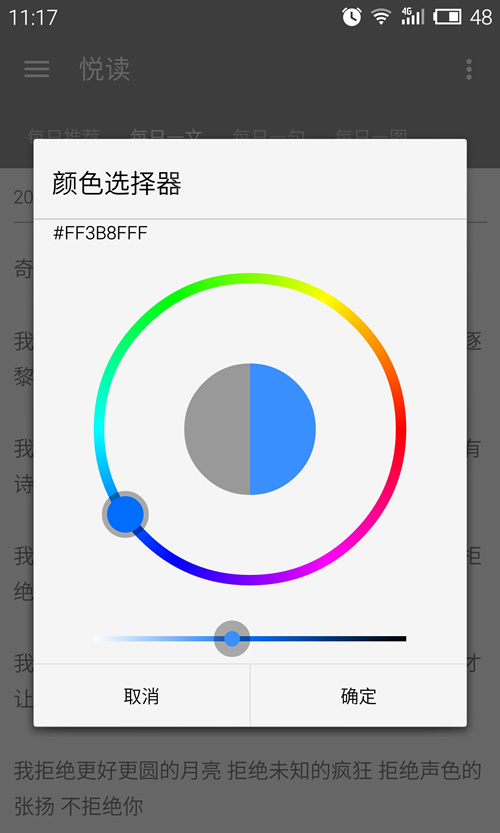 11:17
4G
48
悦读
每日推荐 每日一文 每日一句 每日一图
颜色选择器
20
#FF3B8FFF
奇
我
逐
黎
我
有
诗
我
拒
绝
我
才
让
取消 确定
我拒绝更好更圆的月亮 拒绝未知的疯狂 拒绝声色的
张扬 不拒绝你